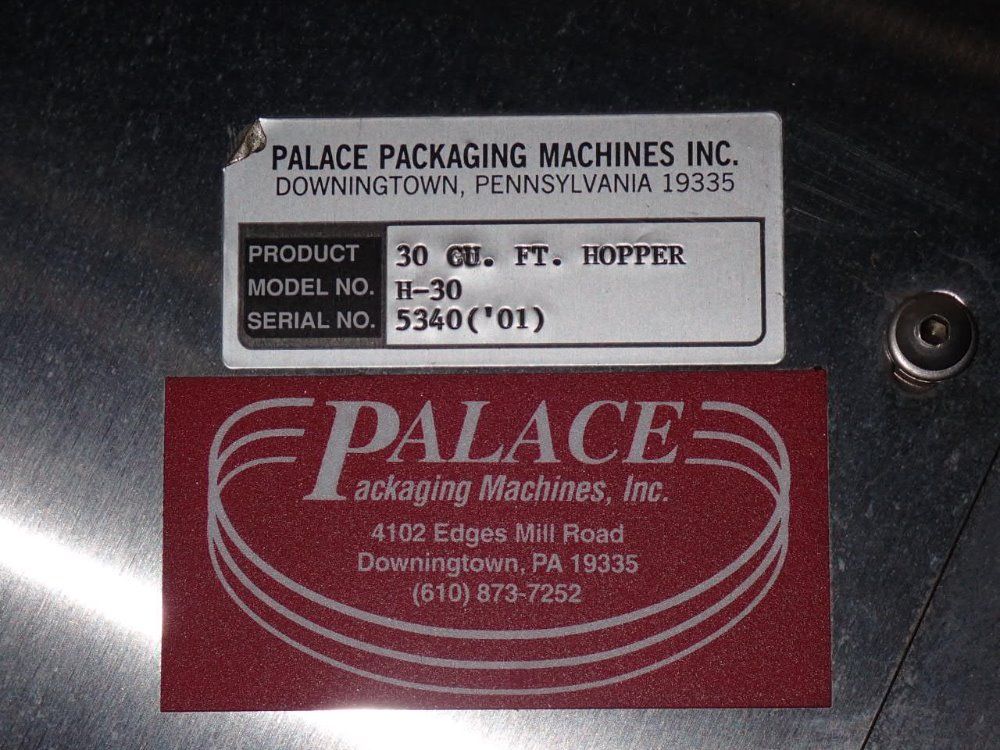 PALACE PACKAGING MACHINES INC.
DOWNINGTOWN, PENNSYLVANIA 19335
PRODUCT 30 CU. FT. HOPPER
MODEL NO. H-30
SERIAL NO. 5340('01)
PALACE
Packaging Machines, Inc.
4102 Edges Mill Road
Downingtown, PA 19335
(610) 873-7252